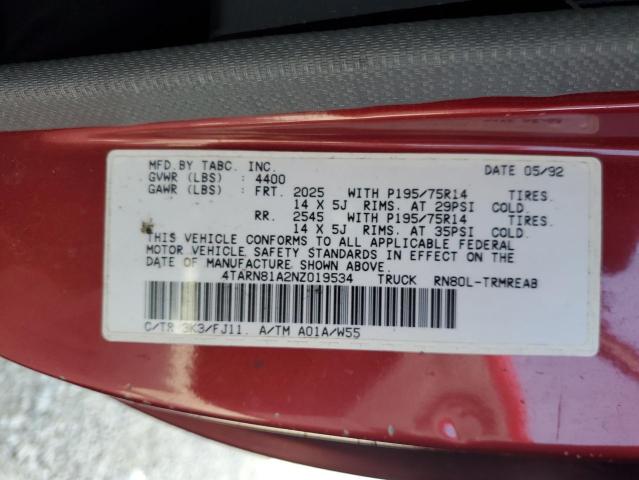 MFD.BY TABC. INC. DATE 05/92
GVWR (LBS) 4400
GAWR (LBS) FRT. 2025 WITH P195/75R14 TIRES.
14 X 5J RIMS. AT 29PSI COLD.
RR. 2545 WITH P195/75R14 TIRES.
14 X 5J RIMS. AT 35PSI COLD.
THIS VEHICLE CONFORMS TO ALL APPLICABLE FEDERAL
MOTOR VEHICLE SAFETY STANDARDS IN EFFECT ON THE
DATE OF MANUFACTURE SHOWN ABOVE.
4TARN81A2NZ019534 TRUCK RN80L-TRMREAB
C/TR 3K3/FJ11. A/TM A01A/W55